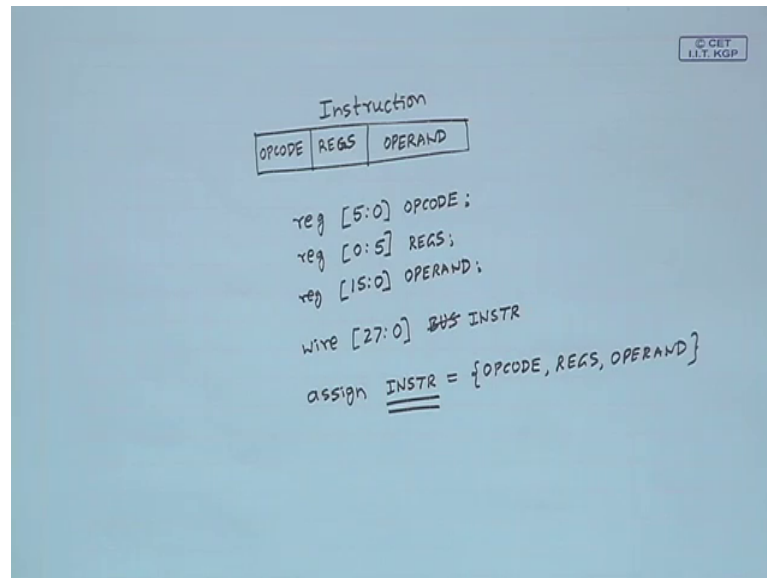 © CET
I.I.T. KGP
Instruction
OPCODE REGS OPERAND
reg [5:0] OPCODE;
reg [0:5] REGS;
reg [15:0] OPERAND;
wire [27:0] BUS INSTR
assign INSTR = {OPCODE, REGS, OPERAND}